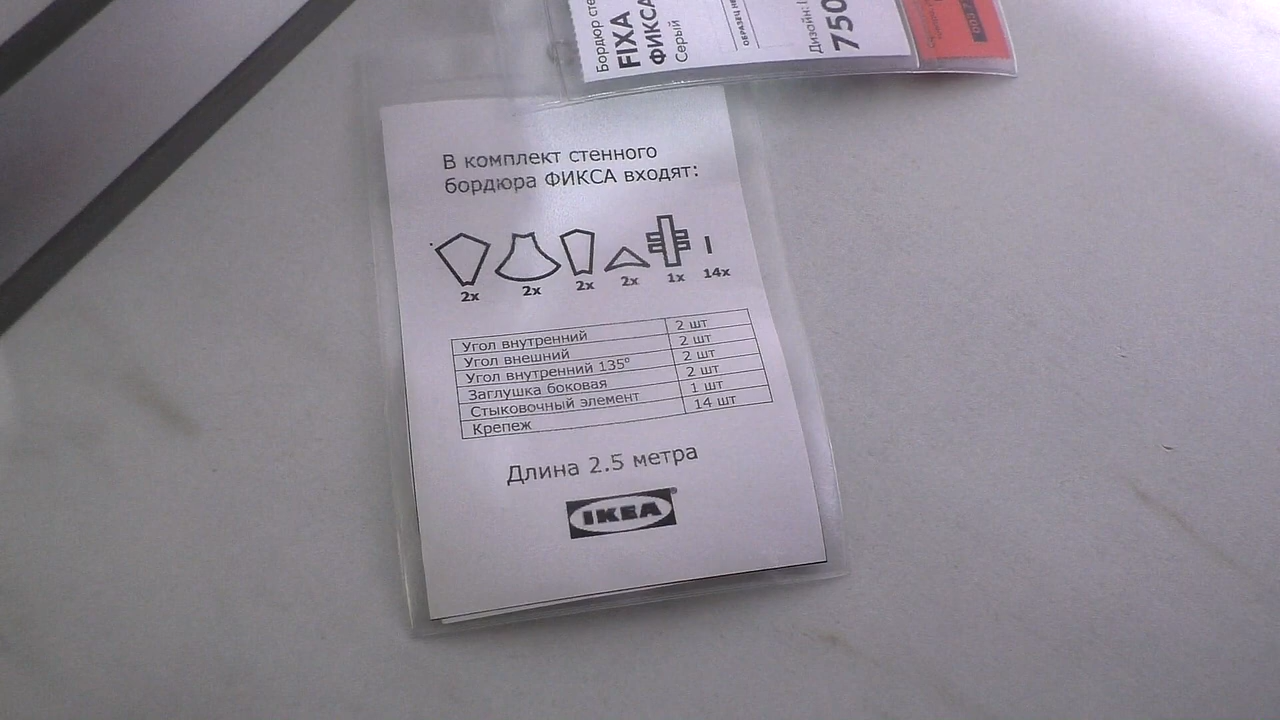 Бордюр
FIXA
ФИКСА
Серый
ОБРАЗЕЦ
Дизайн:
750
В комплект стенного
бордюра ФИКСА входят:
2x 2x 2x 2x 1x 14x
Угол внутренний 2 шт
Угол внешний 2 шт
Угол внутренний 135° 2 шт
Заглушка боковая 2 шт
Стыковочный элемент 1 шт
Крепеж 14 шт
Длина 2.5 метра
IKEA®